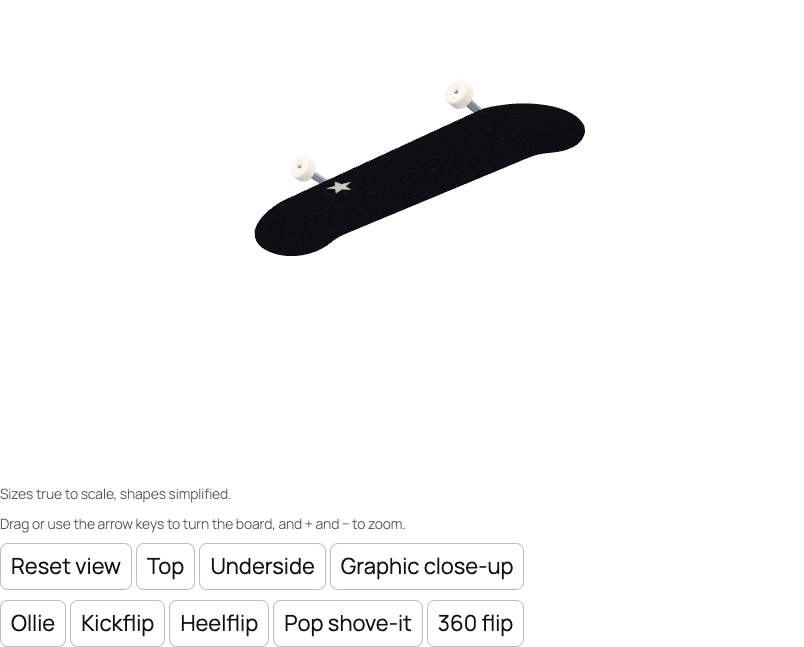 Sizes true to scale, shapes simplified.
Drag or use the arrow keys to turn the board, and + and − to zoom.
Reset view Top Underside Graphic close-up
Ollie Kickflip Heelflip Pop shove-it 360 flip